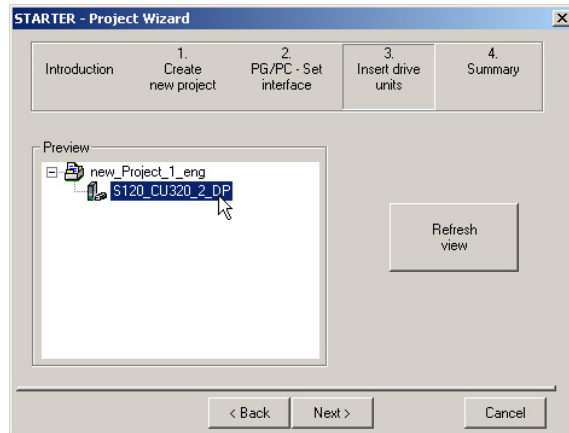 STARTER - Project Wizard
Introduction
1.
Create
new project
2.
PG/PC - Set
interface
3.
Insert drive
units
4.
Summary
Preview
new_Project_1_eng
S120_CU320_2_DP
Refresh
view
< Back
Next >
Cancel